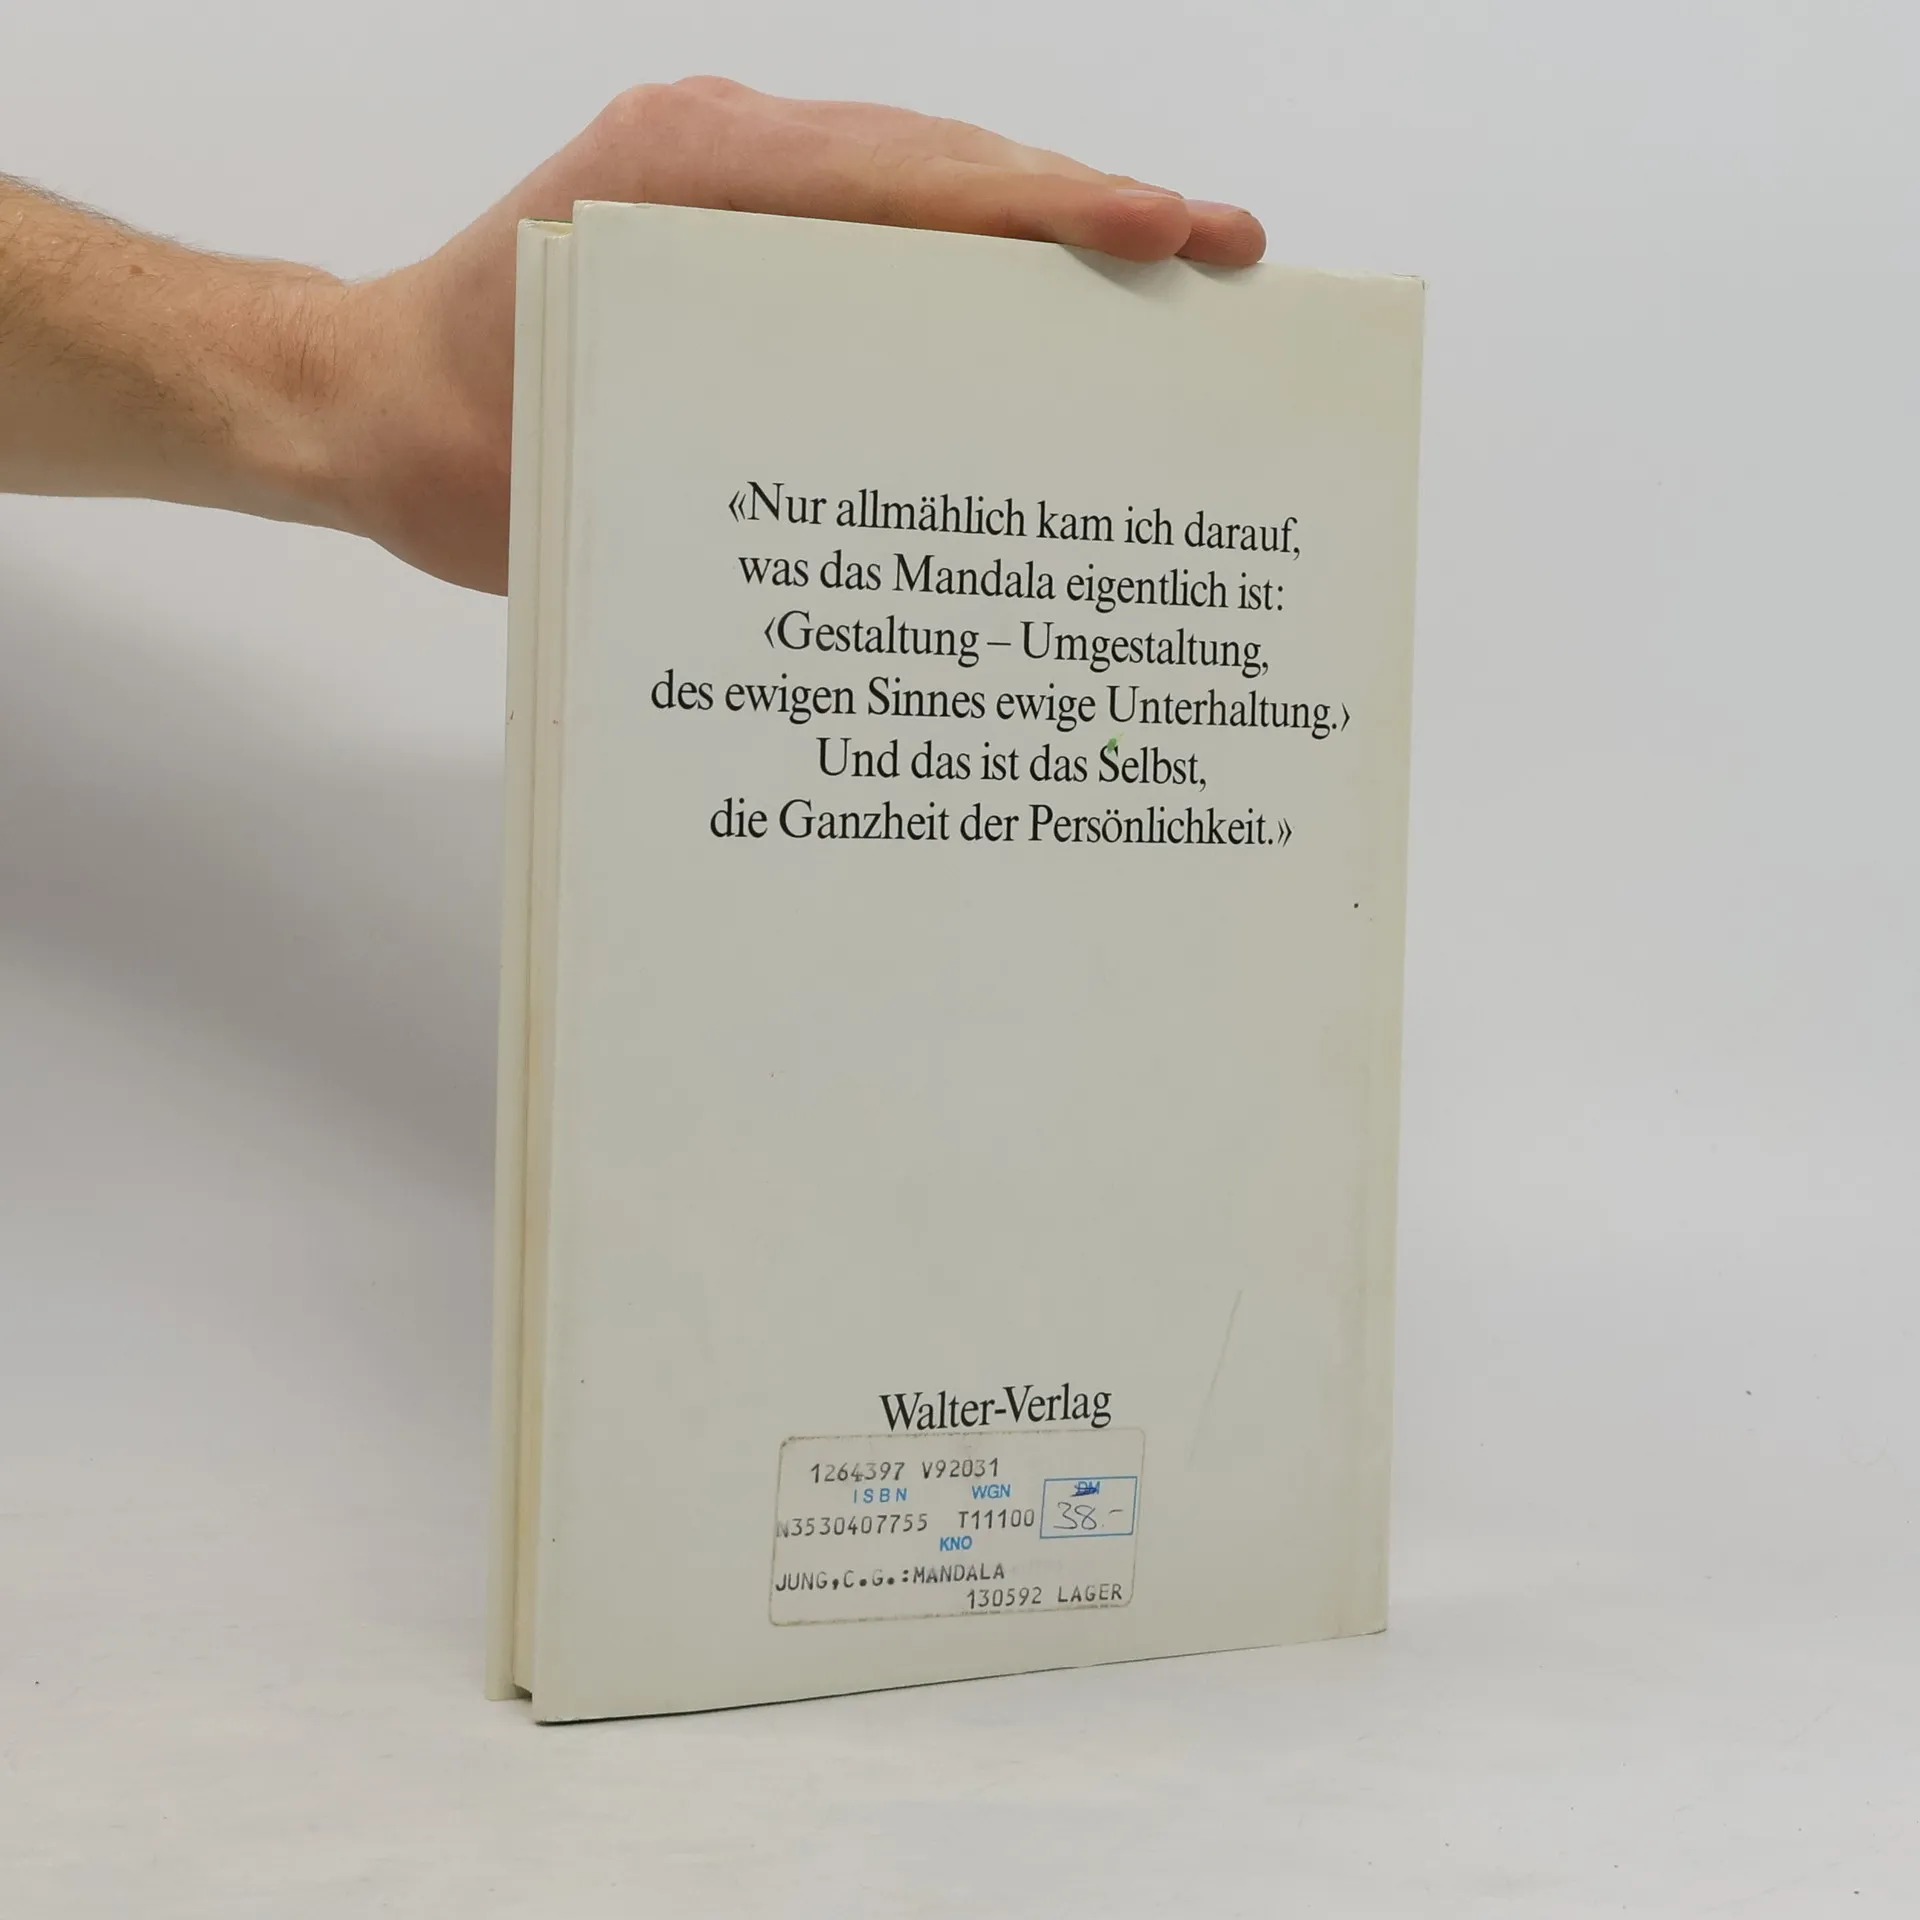 «Nur allmählich kam ich darauf,
was das Mandala eigentlich ist:
‹Gestaltung – Umgestaltung,
des ewigen Sinnes ewige Unterhaltung.›
Und das ist das Selbst,
die Ganzheit der Persönlichkeit.»
Walter-Verlag
1264397 V92031
ISBN WGN DM
N3530407755 T11100 38.-
KNO
JUNG,C.G.:MANDALA
130592 LAGER